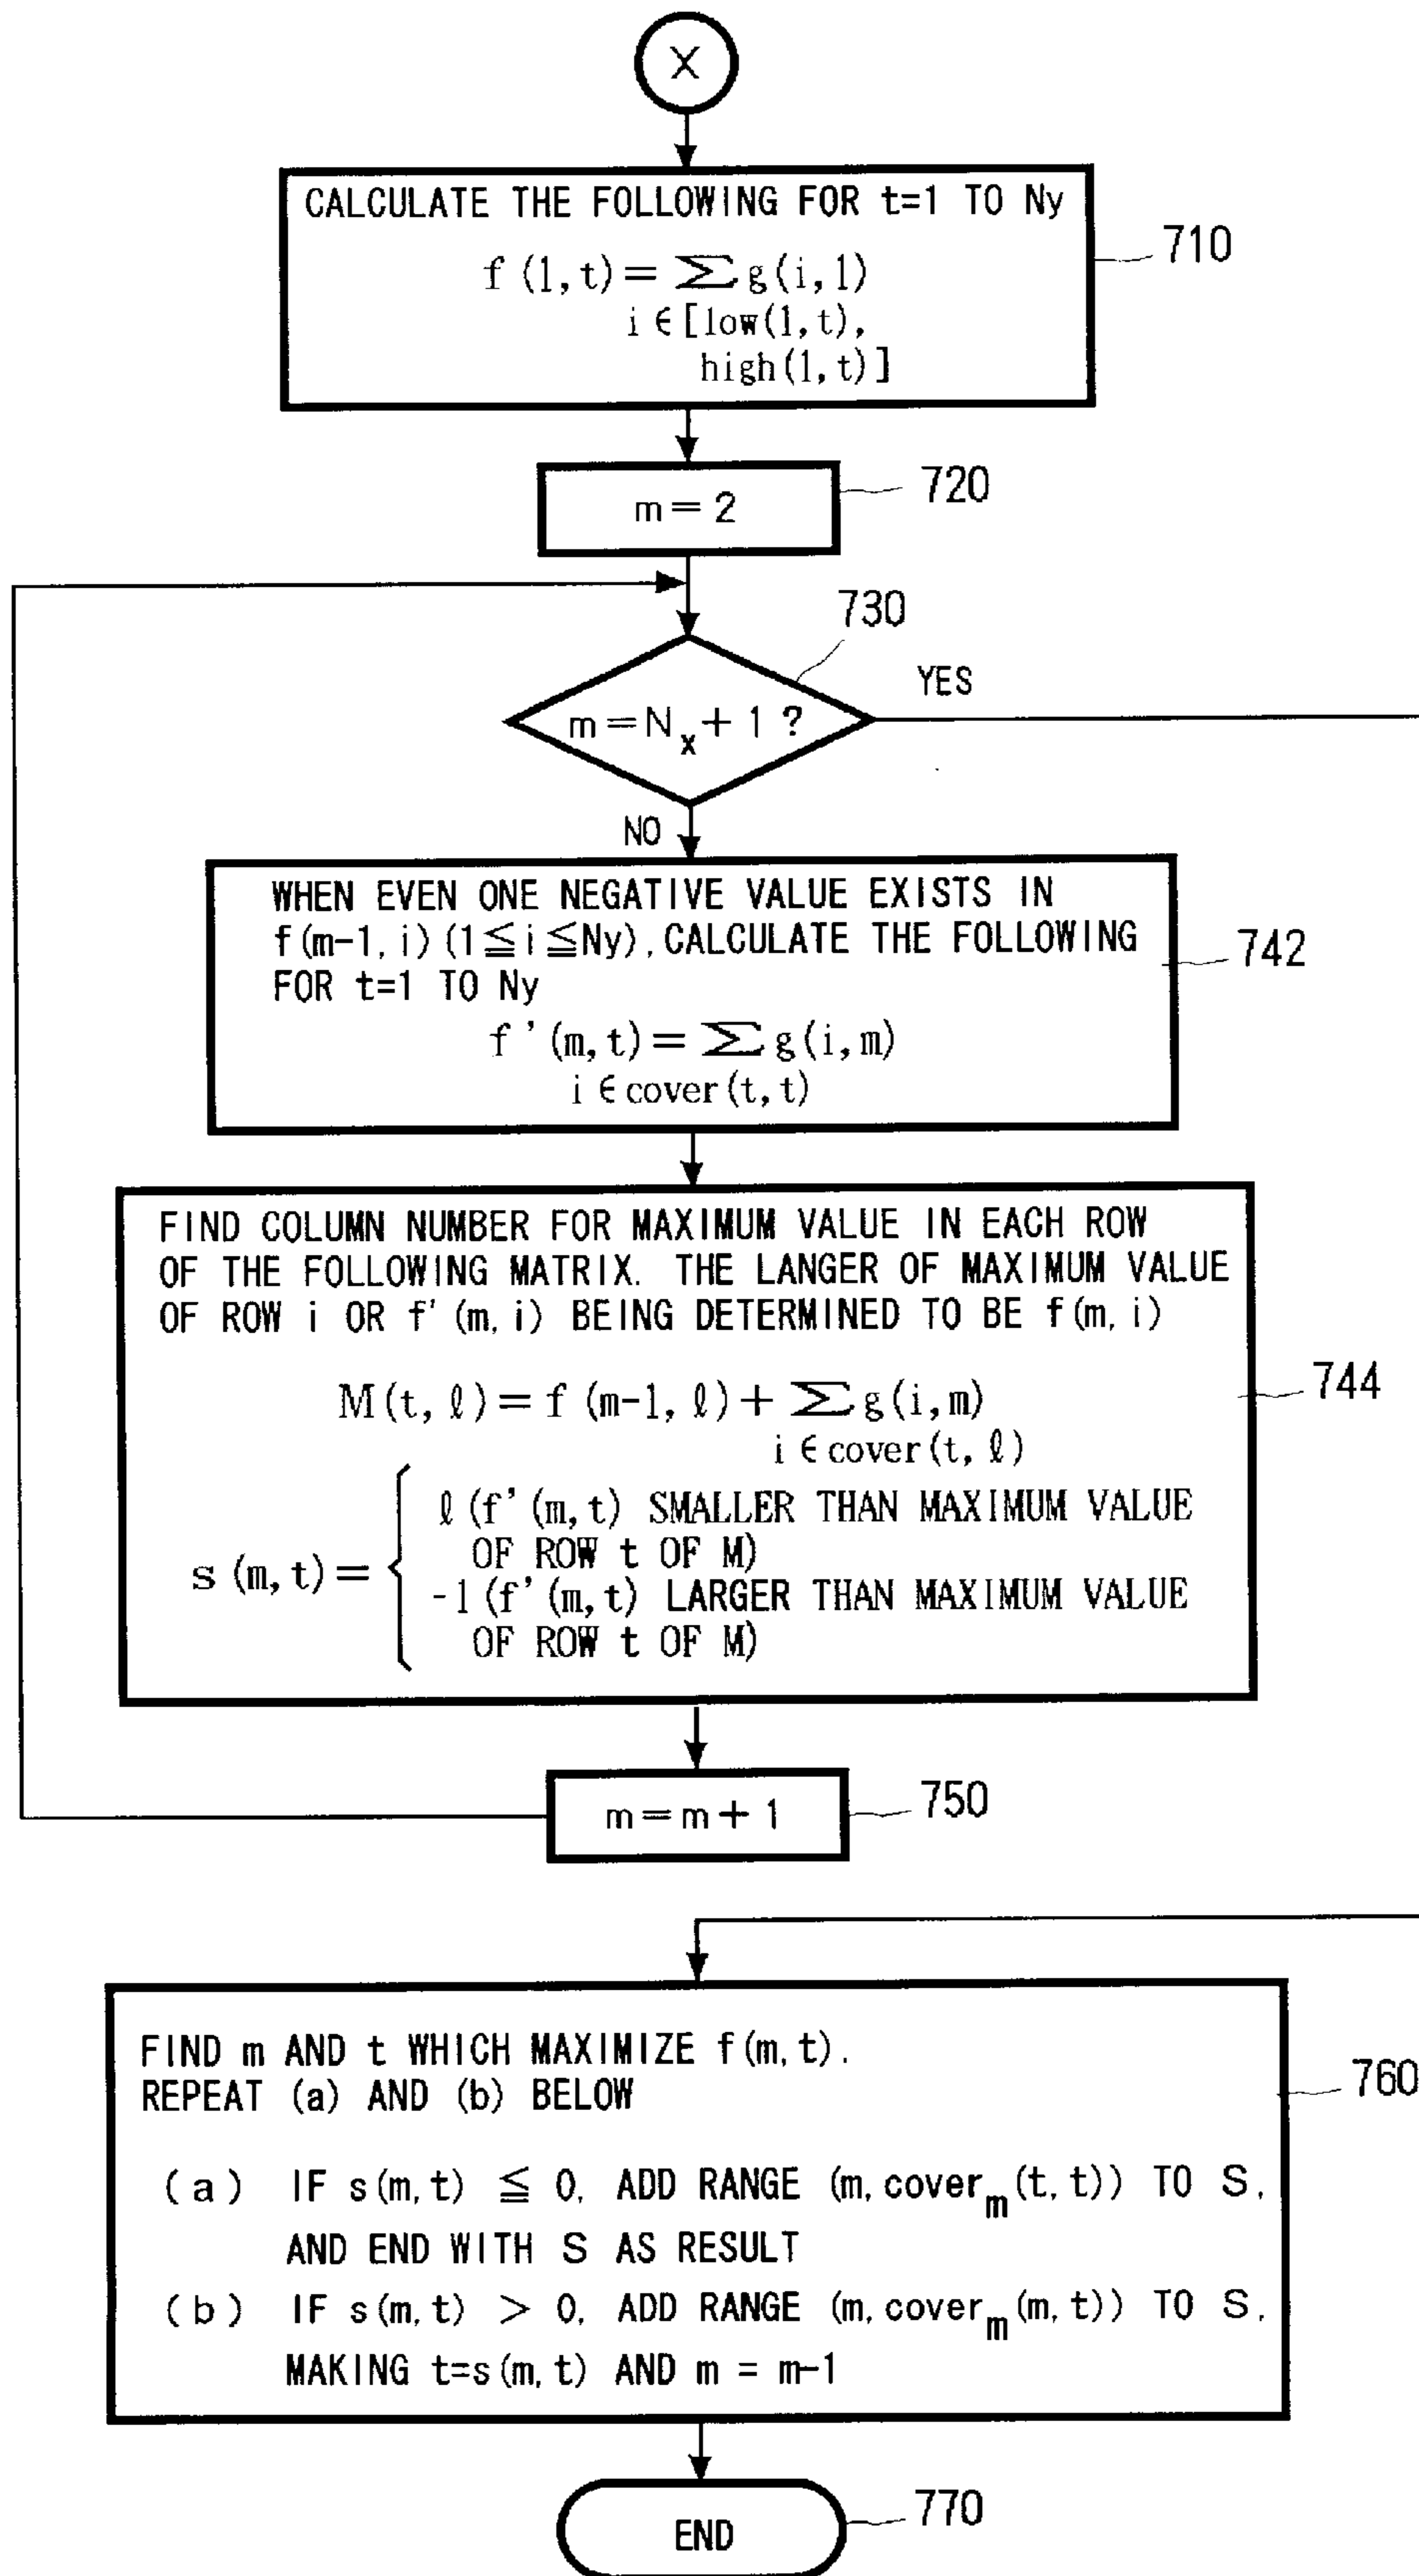 X
CALCULATE THE FOLLOWING FOR t=1 TO Ny
f (1, t) = ∑ g (i, 1)
i ∈ [low(1, t),
high(1, t)]
710
m = 2
720
730
m = Nx + 1 ?
YES
NO
WHEN EVEN ONE NEGATIVE VALUE EXISTS IN
f(m-1, i) (1≦i≦Ny), CALCULATE THE FOLLOWING
FOR t=1 TO Ny
f' (m, t) = ∑ g (i, m)
i ∈ cover (t, t)
742
FIND COLUMN NUMBER FOR MAXIMUM VALUE IN EACH ROW
OF THE FOLLOWING MATRIX. THE LANGER OF MAXIMUM VALUE
OF ROW i OR f' (m, i) BEING DETERMINED TO BE f(m, i)
M (t, ℓ) = f (m-1, ℓ) + ∑ g (i, m)
i ∈ cover (t, ℓ)
744
s (m, t) = { ℓ (f' (m, t) SMALLER THAN MAXIMUM VALUE
OF ROW t OF M)
-1 (f' (m, t) LARGER THAN MAXIMUM VALUE
OF ROW t OF M)
m = m + 1
750
FIND m AND t WHICH MAXIMIZE f(m, t).
REPEAT (a) AND (b) BELOW
760
(a) IF s(m, t) ≦ 0, ADD RANGE (m, coverm(t, t)) TO S,
AND END WITH S AS RESULT
(b) IF s(m, t) > 0, ADD RANGE (m, coverm(m, t)) TO S,
MAKING t=s(m, t) AND m = m-1
END
770